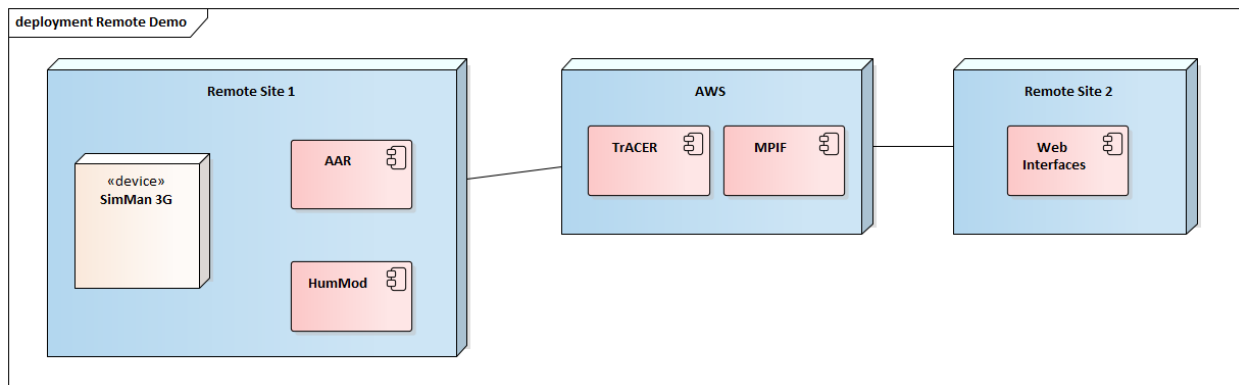 deployment Remote Demo
Remote Site 1
«device»
SimMan 3G
AAR
HumMod
AWS
TrACER
MPIF
Remote Site 2
Web
Interfaces